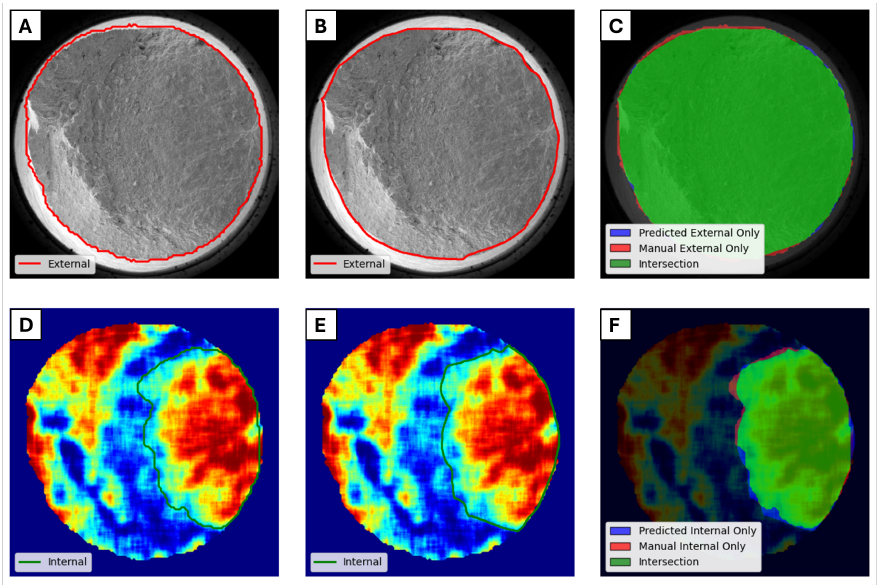 A
B
C
External
External
Predicted External Only
Manual External Only
Intersection
D
E
F
Internal
Internal
Predicted Internal Only
Manual Internal Only
Intersection